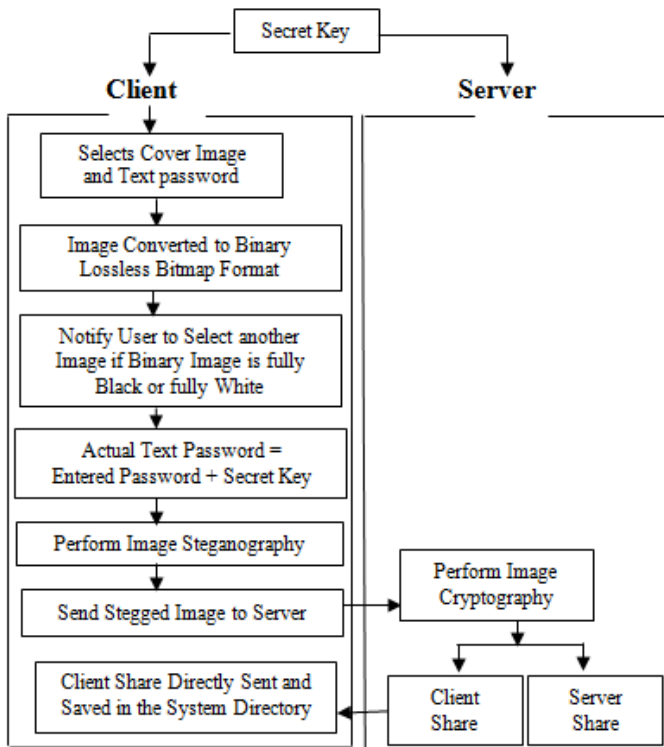 Secret Key
Client
Server
Selects Cover Image
and Text password
Image Converted to Binary
Lossless Bitmap Format
Notify User to Select another
Image if Binary Image is fully
Black or fully White
Actual Text Password =
Entered Password + Secret Key
Perform Image Steganography
Send Stegged Image to Server
Perform Image
Cryptography
Client
Share
Server
Share
Client Share Directly Sent and
Saved in the System Directory